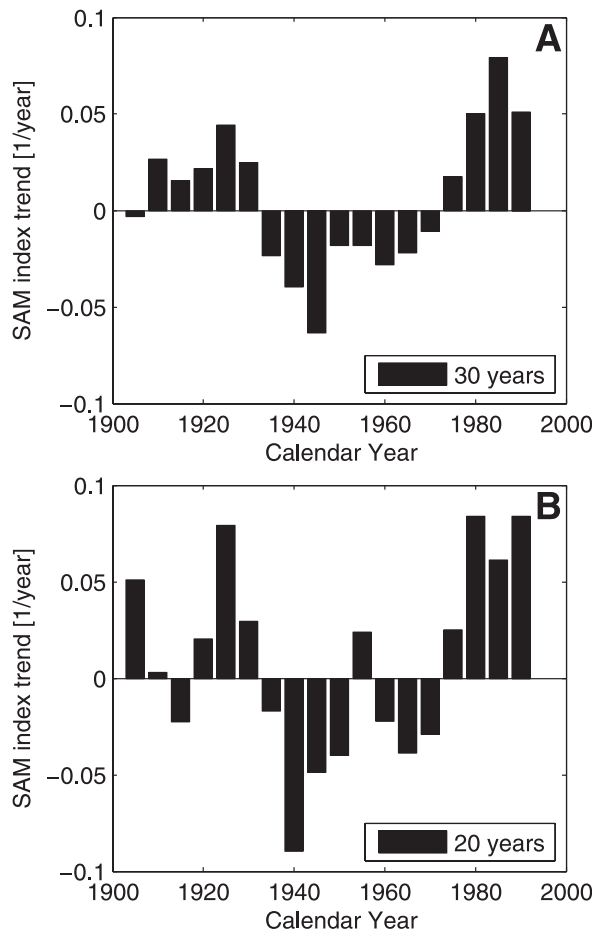 A
SAM index trend [1/year]
0.1
0.05
0
−0.05
−0.1
30 years
1900 1920 1940 1960 1980 2000
Calendar Year
B
SAM index trend [1/year]
0.1
0.05
0
−0.05
−0.1
20 years
1900 1920 1940 1960 1980 2000
Calendar Year